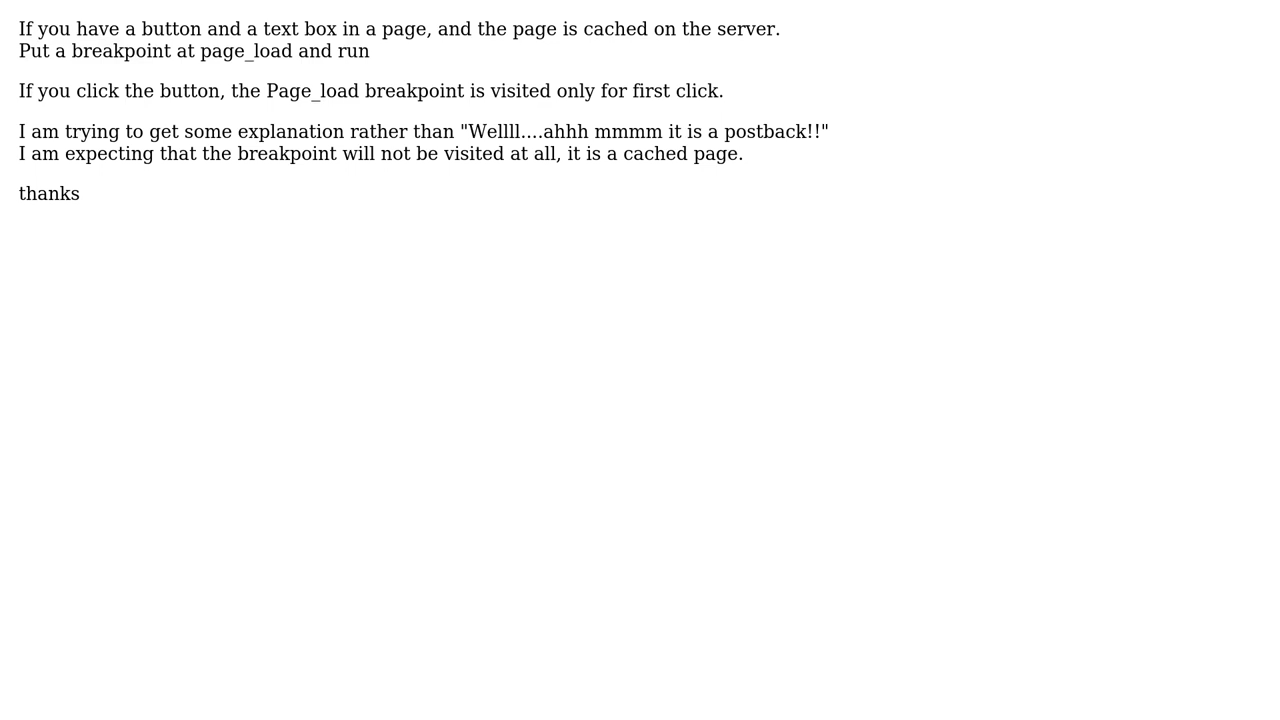 If you have a button and a text box in a page, and the page is cached on the server.
Put a breakpoint at page_load and run
If you click the button, the Page_load breakpoint is visited only for first click.
I am trying to get some explanation rather than "Wellll....ahhh mmmm it is a postback!!"
I am expecting that the breakpoint will not be visited at all, it is a cached page.
thanks